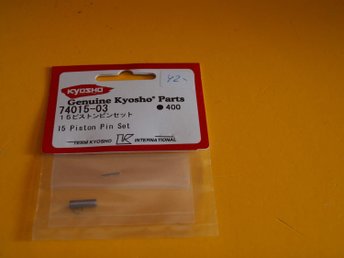 42:-
KYOSHO
Genuine Kyosho® Parts
74015-03 ●400
15ピストンピンセット
15 Piston Pin Set
TEAM KYOSHO K INTERNATIONAL